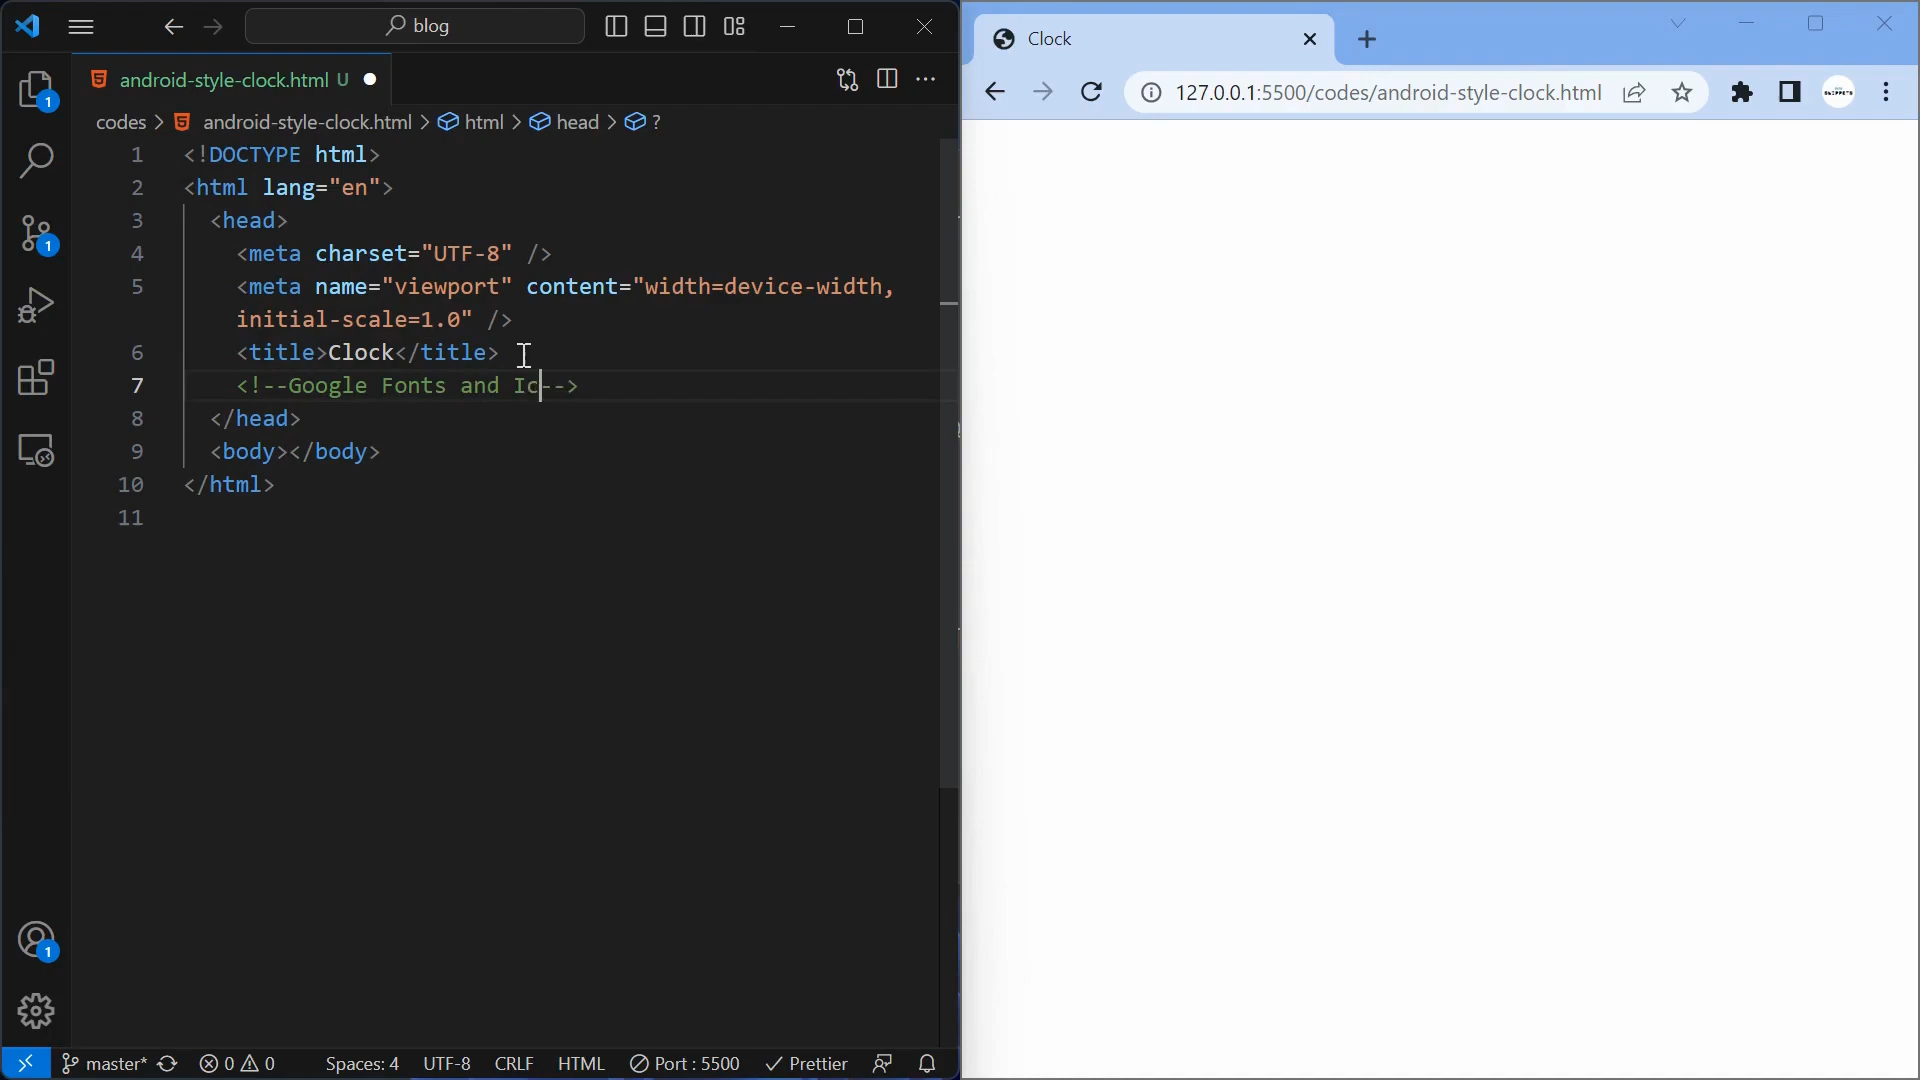 blog
android-style-clock.html U
codes > android-style-clock.html > html > head > ?
1 <!DOCTYPE html>
2 <html lang="en">
3 <head>
4 <meta charset="UTF-8" />
5 <meta name="viewport" content="width=device-width,
initial-scale=1.0" />
6 <title>Clock</title>
7 <!--Google Fonts and Ic-->
8 </head>
9 <body></body>
10 </html>
11
1
1
1
master* 0 0 Spaces: 4 UTF-8 CRLF HTML Port : 5500 Prettier
Clock
127.0.0.1:5500/codes/android-style-clock.html